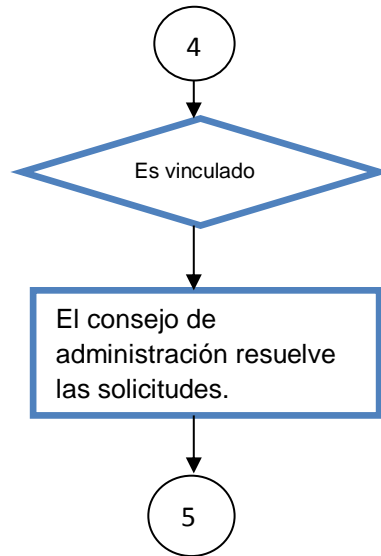 4
Es vinculado
El consejo de
administración resuelve
las solicitudes.
5